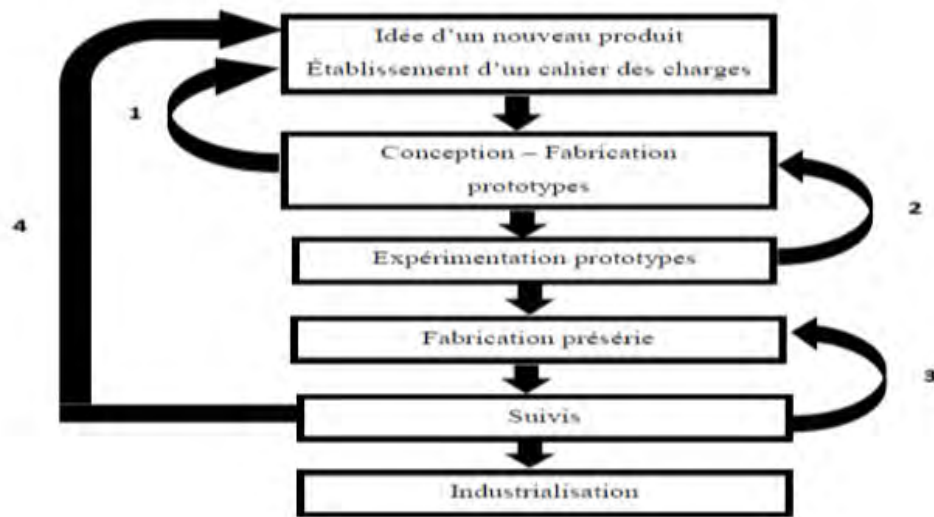 Idée d'un nouveau produit
Établissement d'un cahier des charges
1
Conception – Fabrication
prototypes
2
4
Expérimentation prototypes
Fabrication présérie
3
Suivis
Industrialisation